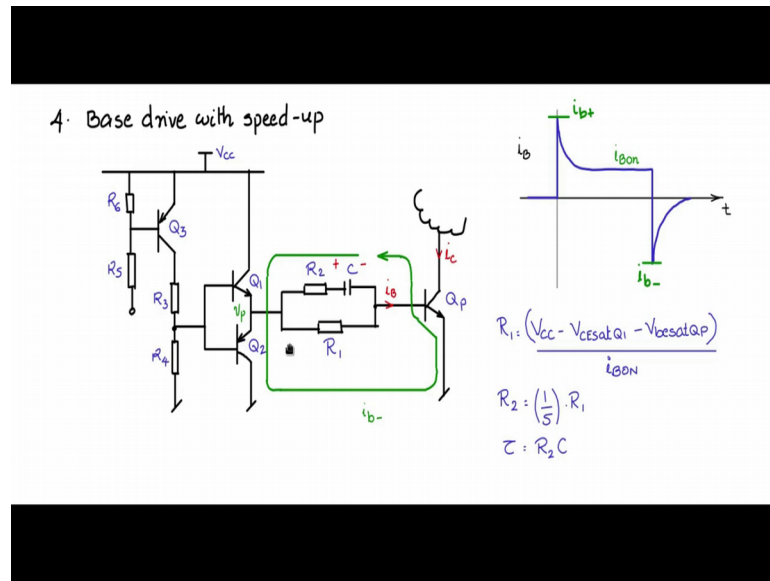 4. Base drive with speed-up
Vcc
R6
Q3
R5
R3
R4
Q1
Vp
Q2
R2 + C -
R1
iB
ic
QP
ib-
iB
ib+
iBon
t
ib-
R1 = (Vcc - VCEsatQ1 - VbesatQP)
iBON
R2 = (1/5) . R1
τ = R2C